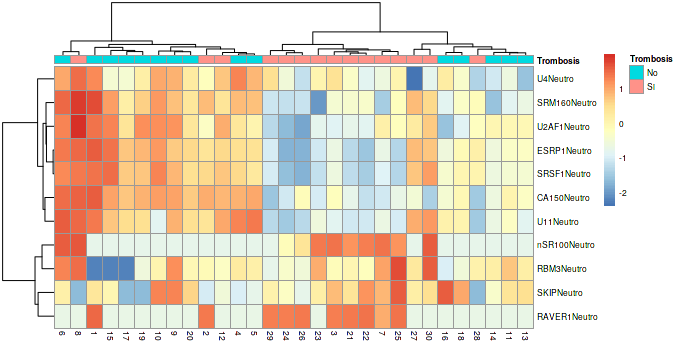 Trombosis
Trombosis
No
SI
U4Neutro
SRM160Neutro
U2AF1Neutro
ESRP1Neutro
SRSF1Neutro
CA150Neutro
U11Neutro
nSR100Neutro
RBM3Neutro
SKIPNeutro
RAVER1Neutro
1
0
-1
-2
6 8 1 15 17 19 10 9 20 2 12 4 5 29 24 26 23 3 21 22 7 25 27 30 16 18 28 14 11 13